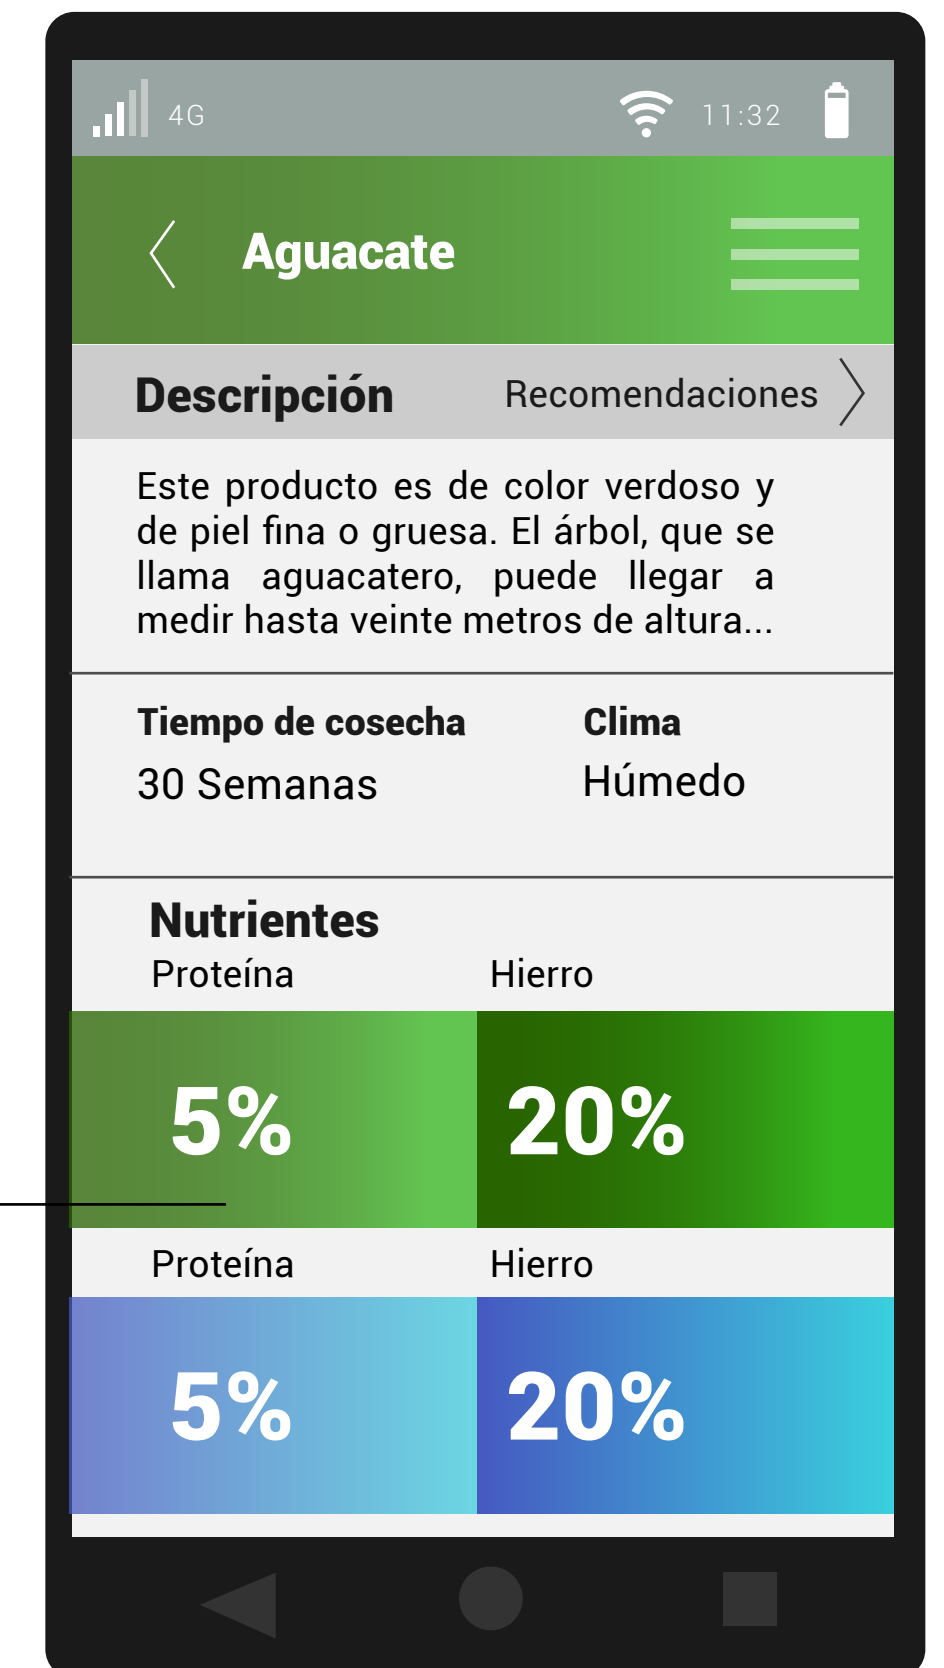 4G 11:32
Aguacate
Descripción Recomendaciones
Este producto es de color verdoso y
de piel fina o gruesa. El árbol, que se
llama aguacatero, puede llegar a
medir hasta veinte metros de altura...
Tiempo de cosecha Clima
30 Semanas Húmedo
Nutrientes
Proteína Hierro
5% 20%
Proteína Hierro
5% 20%